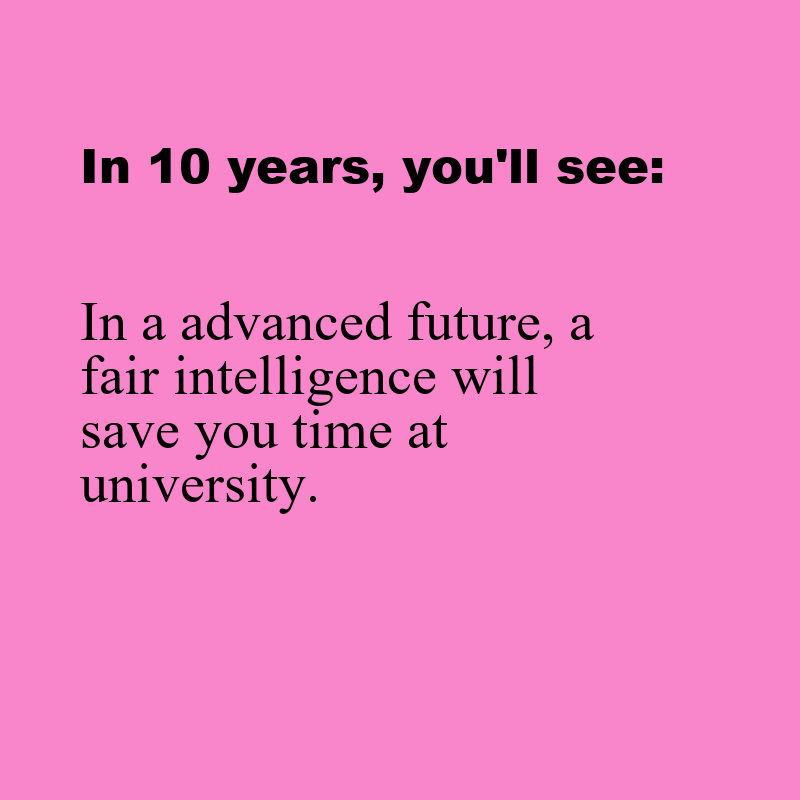 In 10 years, you'll see:
In a advanced future, a
fair intelligence will
save you time at
university.